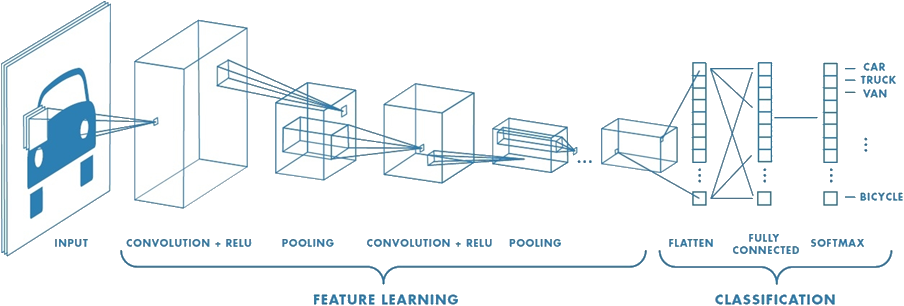 CAR
TRUCK
VAN
BICYCLE
INPUT
CONVOLUTION + RELU
POOLING
CONVOLUTION + RELU
POOLING
FLATTEN
FULLY
CONNECTED
SOFTMAX
FEATURE LEARNING
CLASSIFICATION